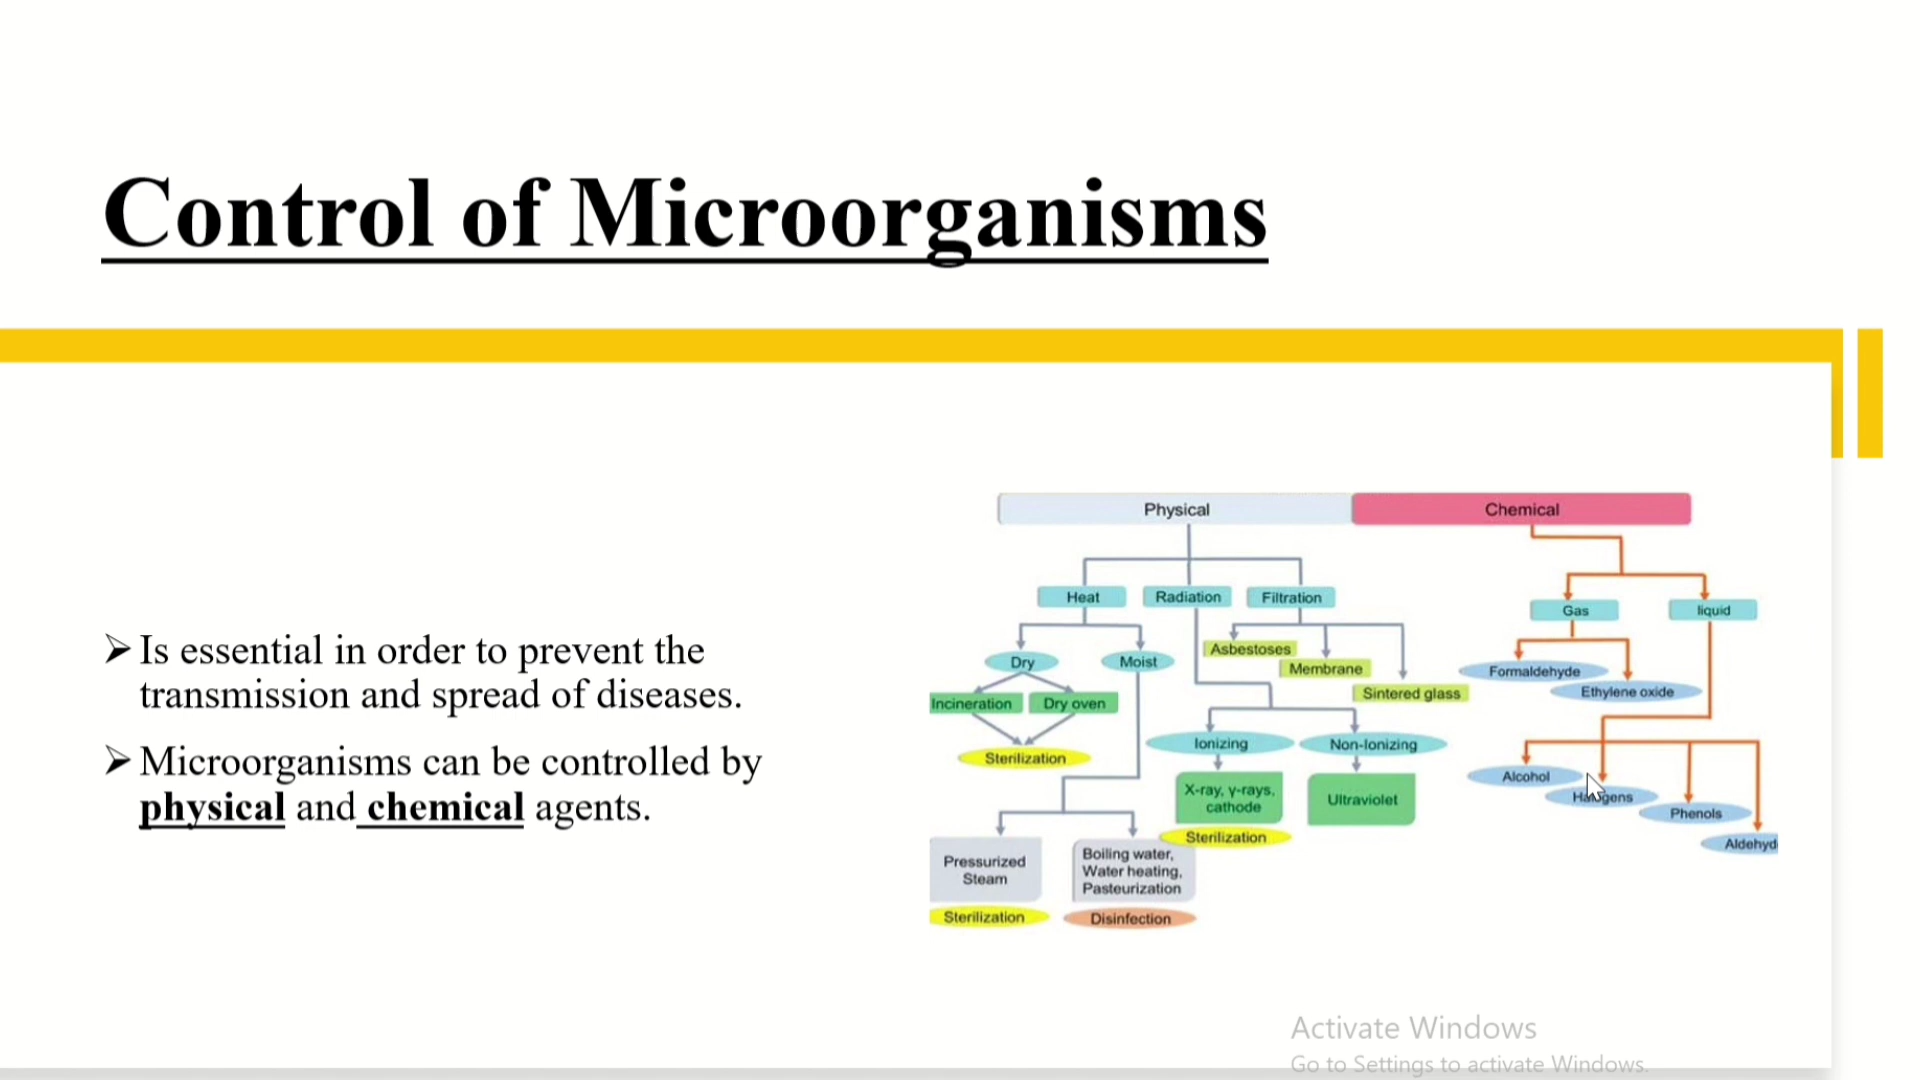 Control of Microorganisms
➢ Is essential in order to prevent the
transmission and spread of diseases.
➢ Microorganisms can be controlled by
physical and chemical agents.
Physical
Chemical
Heat
Radiation
Filtration
Gas
liquid
Asbestoses
Membrane
Sintered glass
Dry
Moist
Formaldehyde
Ethylene oxide
Incineration
Dry oven
Sterilization
Ionizing
Non-Ionizing
X-ray, γ-rays,
cathode
Ultraviolet
Sterilization
Alcohol
Halogens
Phenols
Aldehyd
Pressurized
Steam
Boiling water,
Water heating,
Pasteurization
Sterilization
Disinfection
Activate Windows
Go to Settings to activate Windows.